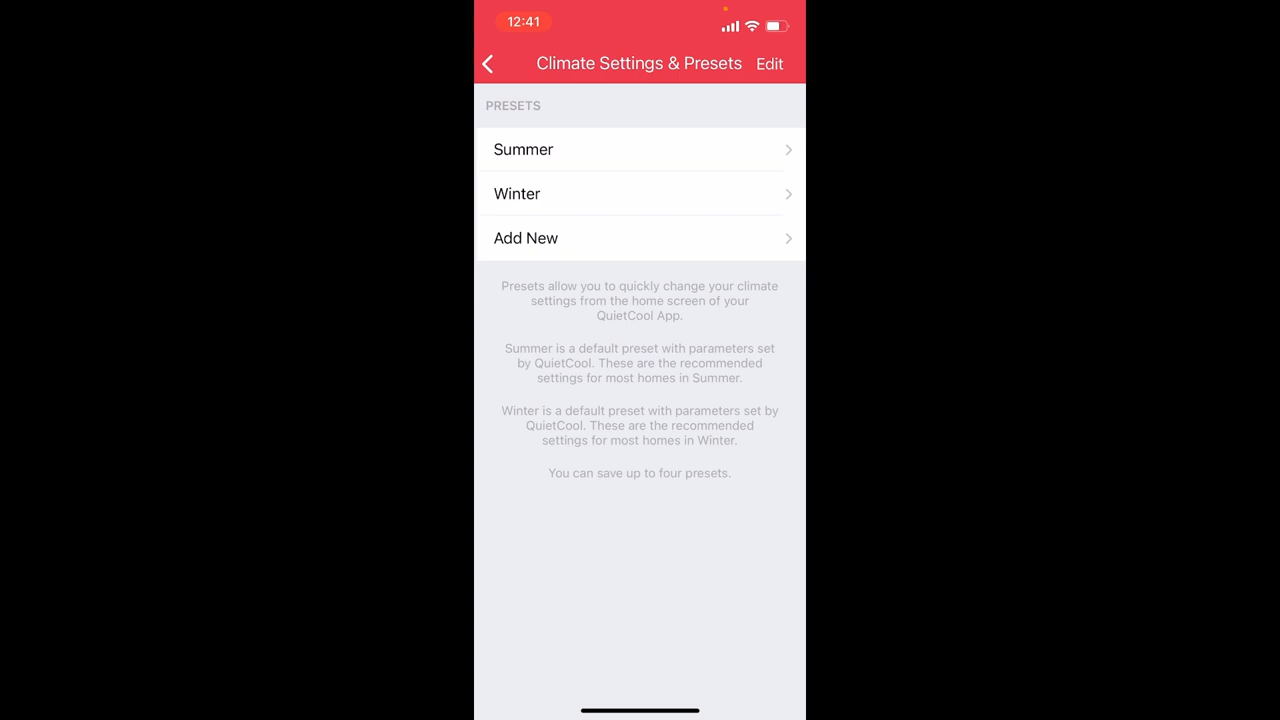 12:41
Climate Settings & Presets
Edit
PRESETS
Summer
Winter
Add New
Presets allow you to quickly change your climate
settings from the home screen of your
QuietCool App.
Summer is a default preset with parameters set
by QuietCool. These are the recommended
settings for most homes in Summer.
Winter is a default preset with parameters set by
QuietCool. These are the recommended
settings for most homes in Winter.
You can save up to four presets.